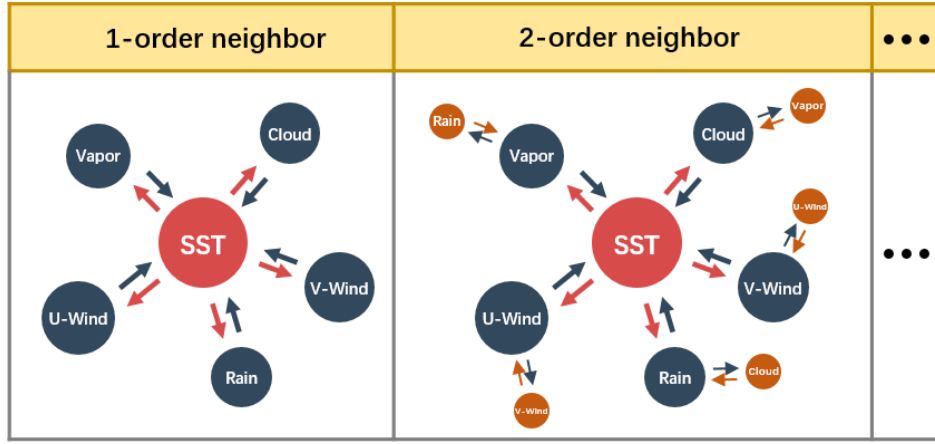 1-order neighbor
2-order neighbor
•••
Vapor
Cloud
SST
U-Wind
V-Wind
Rain
Rain
Vapor
Cloud
Vapor
U-Wind
SST
V-Wind
U-Wind
Rain
Cloud
V-Wind
•••